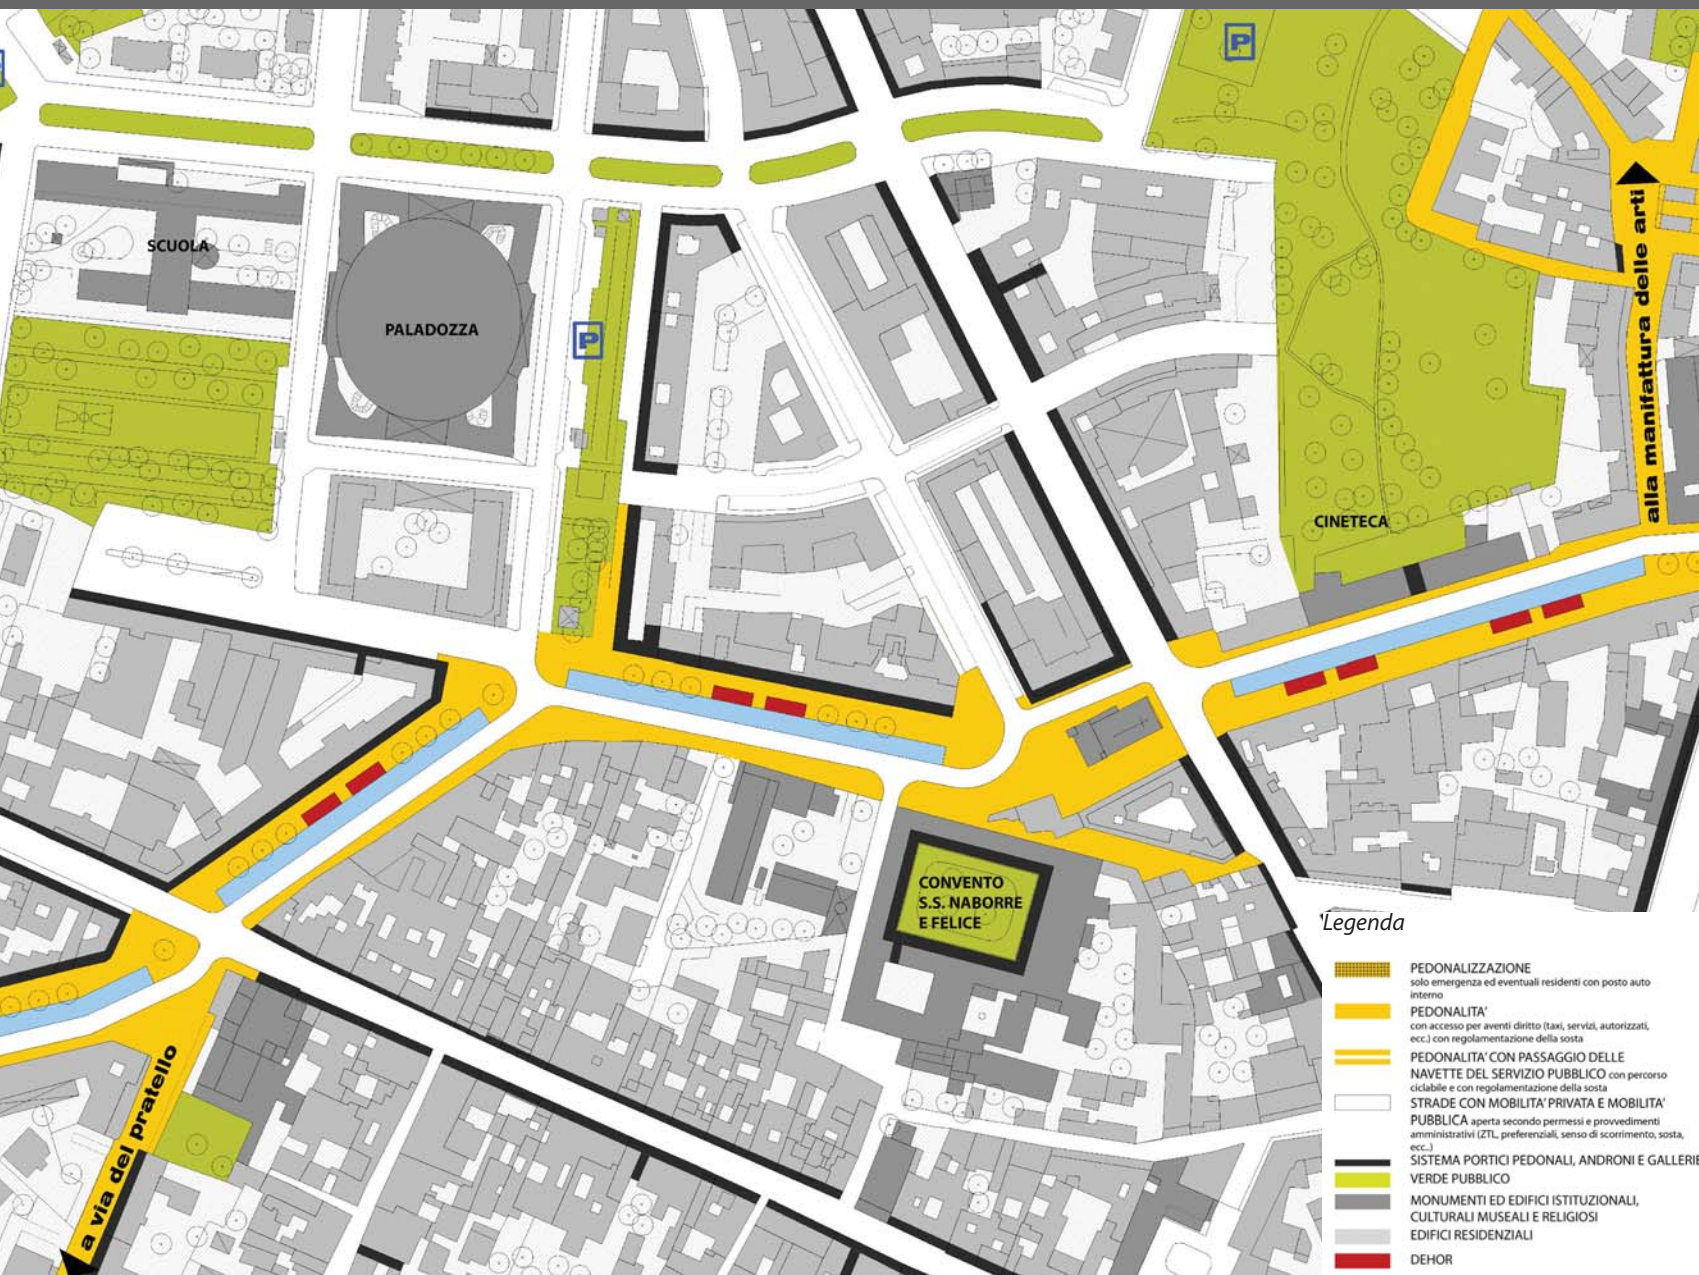 P
SCUOLA
PALADOZZA
P
alla manifattura delle arti
CINETECA
CONVENTO
S.S. NABORRE
E FELICE
a via del pratello
Legenda
PEDONALIZZAZIONE
solo emergenza ed eventuali residenti con posto auto
interno
PEDONALITA'
con accesso per aventi diritto (taxi, servizi, autorizzati,
ecc.) con regolamentazione della sosta
PEDONALITA' CON PASSAGGIO DELLE
NAVETTE DEL SERVIZIO PUBBLICO con percorso
ciclabile e con regolamentazione della sosta
STRADE CON MOBILITA' PRIVATA E MOBILITA'
PUBBLICA aperta secondo permessi e provvedimenti
amministrativi (ZTL, preferenziali, senso di scorrimento, sosta,
ecc..)
SISTEMA PORTICI PEDONALI, ANDRONI E GALLERIE
VERDE PUBBLICO
MONUMENTI ED EDIFICI ISTITUZIONALI,
CULTURALI MUSEALI E RELIGIOSI
EDIFICI RESIDENZIALI
DEHOR